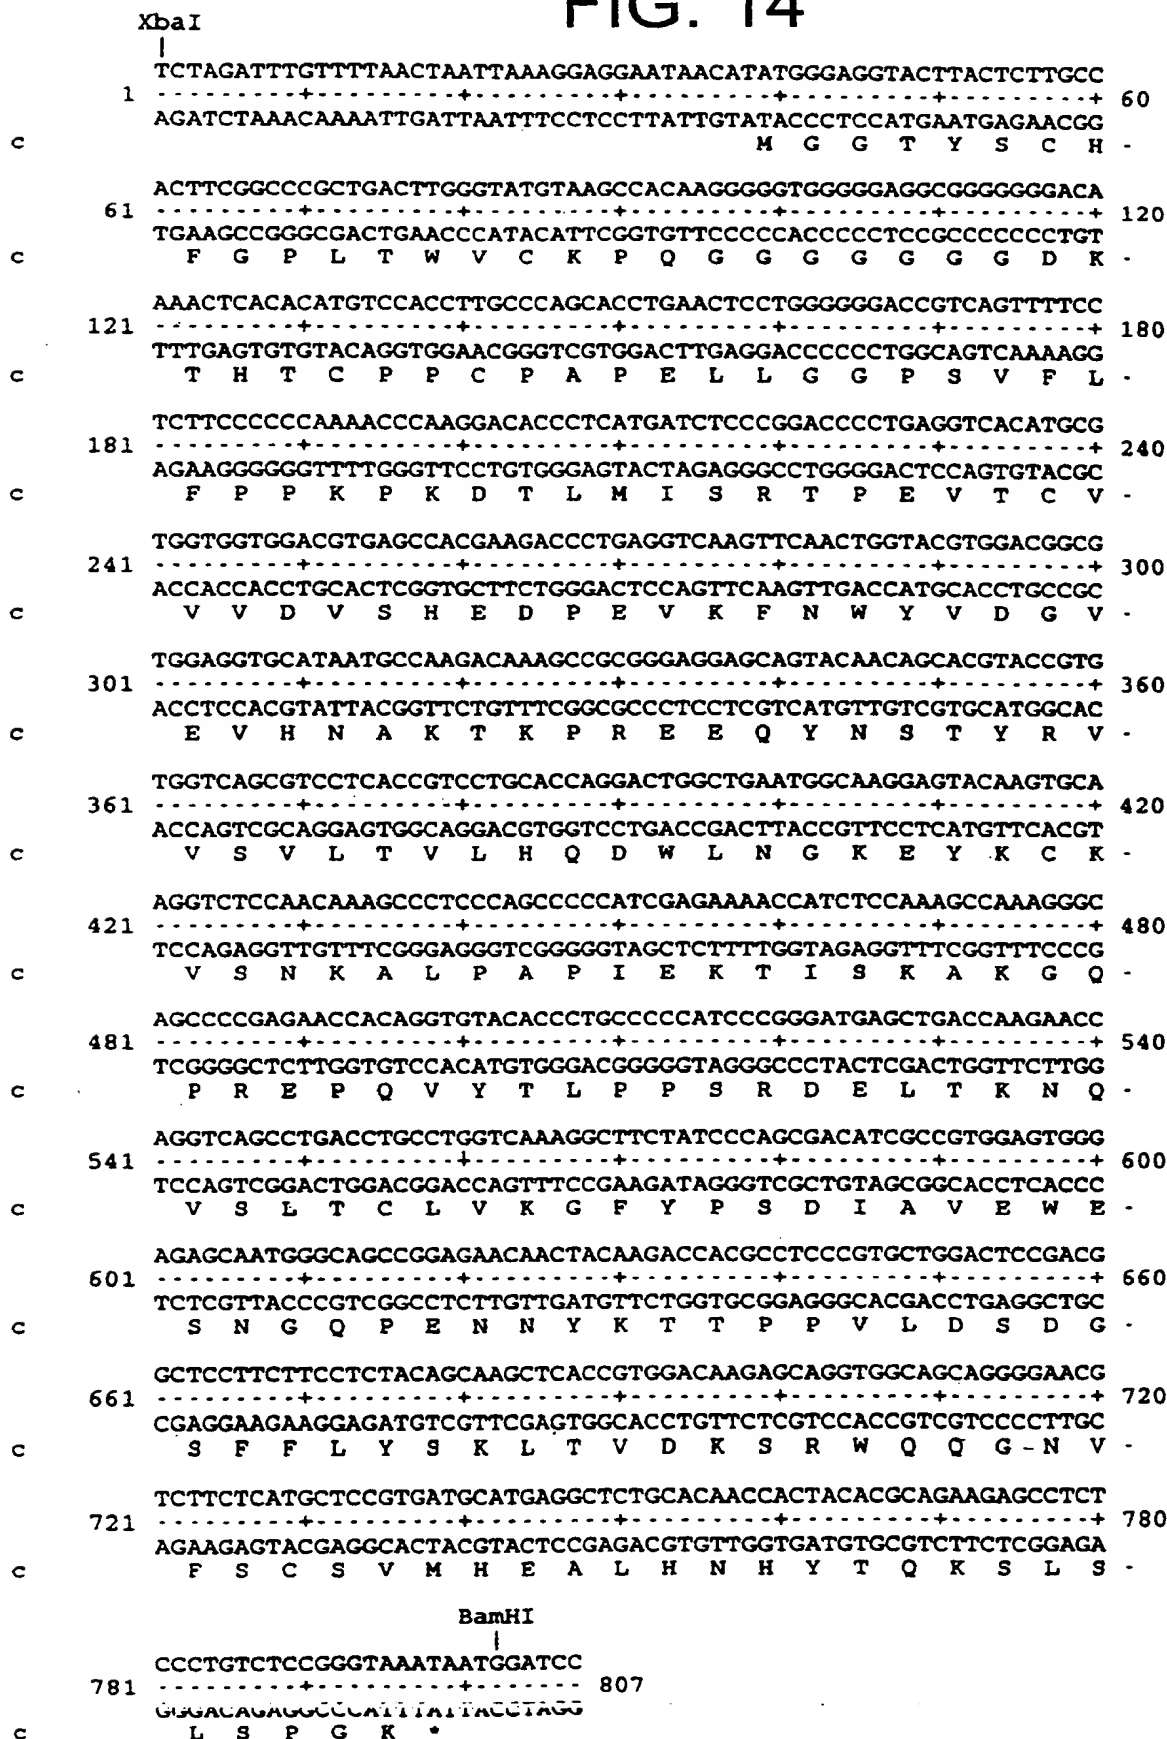 FIG. 14
XbaI
|
TCTAGATTTGTTTTAACTAATTAAAGGAGGAATAACATATGGGAGGTACTTACTCTTGCC
1 ---------+---------+---------+---------+---------+---------+ 60
AGATCTAAACAAAATTGATTAATTTCCTCCTTATTGTATACCCTCCATGAATGAGAACGG
c M G G T Y S C H -
ACTTCGGCCCGCTGACTTGGGTATGTAAGCCACAAGGGGGTGGGGGAGGCGGGGGGGACA
61 ---------+---------+---------+---------+---------+---------+ 120
TGAAGCCGGGCGACTGAACCCATACATTCGGTGTTCCCCCACCCCCTCCGCCCCCCCTGT
c F G P L T W V C K P Q G G G G G G G D K -
AAACTCACACATGTCCACCTTGCCCAGCACCTGAACTCCTGGGGGGACCGTCAGTTTTCC
121 ---------+---------+---------+---------+---------+---------+ 180
TTTGAGTGTGTACAGGTGGAACGGGTCGTGGACTTGAGGACCCCCCTGGCAGTCAAAAGG
c T H T C P P C P A P E L L G G P S V F L -
TCTTCCCCCCAAAACCCAAGGACACCCTCATGATCTCCCGGACCCCTGAGGTCACATGCG
181 ---------+---------+---------+---------+---------+---------+ 240
AGAAGGGGGGTTTTGGGTTCCTGTGGGAGTACTAGAGGGCCTGGGGACTCCAGTGTACGC
c F P P K P K D T L M I S R T P E V T C V -
TGGTGGTGGACGTGAGCCACGAAGACCCTGAGGTCAAGTTCAACTGGTACGTGGACGGCG
241 ---------+---------+---------+---------+---------+---------+ 300
ACCACCACCTGCACTCGGTGCTTCTGGGACTCCAGTTCAAGTTGACCATGCACCTGCCGC
c V V D V S H E D P E V K F N W Y V D G V -
TGGAGGTGCATAATGCCAAGACAAAGCCGCGGGAGGAGCAGTACAACAGCACGTACCGTG
301 ---------+---------+---------+---------+---------+---------+ 360
ACCTCCACGTATTACGGTTCTGTTTCGGCGCCCTCCTCGTCATGTTGTCGTGCATGGCAC
c E V H N A K T K P R E E Q Y N S T Y R V -
TGGTCAGCGTCCTCACCGTCCTGCACCAGGACTGGCTGAATGGCAAGGAGTACAAGTGCA
361 ---------+---------+---------+---------+---------+---------+ 420
ACCAGTCGCAGGAGTGGCAGGACGTGGTCCTGACCGACTTACCGTTCCTCATGTTCACGT
c V S V L T V L H Q D W L N G K E Y K C K -
AGGTCTCCAACAAAGCCCTCCCAGCCCCCATCGAGAAAACCATCTCCAAAGCCAAAGGGC
421 ---------+---------+---------+---------+---------+---------+ 480
TCCAGAGGTTGTTTCGGGAGGGTCGGGGGTAGCTCTTTTGGTAGAGGTTTCGGTTTCCCG
c V S N K A L P A P I E K T I S K A K G Q -
AGCCCCGAGAACCACAGGTGTACACCCTGCCCCCATCCCGGGATGAGCTGACCAAGAACC
481 ---------+---------+---------+---------+---------+---------+ 540
TCGGGGCTCTTGGTGTCCACATGTGGGACGGGGGTAGGGCCCTACTCGACTGGTTCTTGG
c P R E P Q V Y T L P P S R D E L T K N Q -
AGGTCAGCCTGACCTGCCTGGTCAAAGGCTTCTATCCCAGCGACATCGCCGTGGAGTGGG
541 ---------+---------+---------+---------+---------+---------+ 600
TCCAGTCGGACTGGACGGACCAGTTTCCGAAGATAGGGTCGCTGTAGCGGCACCTCACCC
c V S L T C L V K G F Y P S D I A V E W E -
AGAGCAATGGGCAGCCGGAGAACAACTACAAGACCACGCCTCCCGTGCTGGACTCCGACG
601 ---------+---------+---------+---------+---------+---------+ 660
TCTCGTTACCCGTCGGCCTCTTGTTGATGTTCTGGTGCGGAGGGCACGACCTGAGGCTGC
c S N G Q P E N N Y K T T P P V L D S D G -
GCTCCTTCTTCCTCTACAGCAAGCTCACCGTGGACAAGAGCAGGTGGCAGCAGGGGAACG
661 ---------+---------+---------+---------+---------+---------+ 720
CGAGGAAGAAGGAGATGTCGTTCGAGTGGCACCTGTTCTCGTCCACCGTCGTCCCCTTGC
c S F F L Y S K L T V D K S R W Q Q G N V -
TCTTCTCATGCTCCGTGATGCATGAGGCTCTGCACAACCACTACACGCAGAAGAGCCTCT
721 ---------+---------+---------+---------+---------+---------+ 780
AGAAGAGTACGAGGCACTACGTACTCCGAGACGTGTTGGTGATGTGCGTCTTCTCGGAGA
c F S C S V M H E A L H N H Y T Q K S L S -
BamHI
|
CCCTGTCTCCGGGTAAATAATGGATCC
781 ---------+---------+------- 807
GGGACAGAGGCCCATTTATTACCTAGG
c L S P G K *